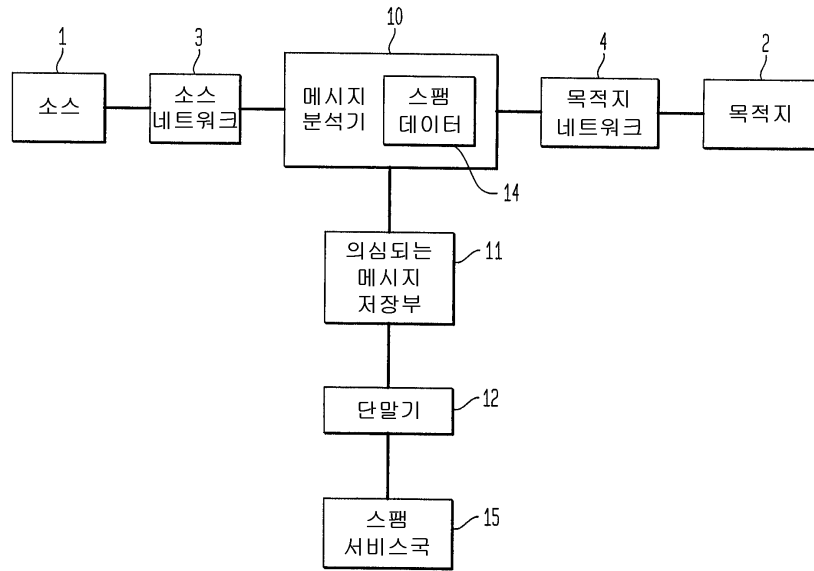 1
3
10
4
2
소스
소스
네트워크
메시지
분석기
스팸
데이터
목적지
네트워크
목적지
14
의심되는
메시지
저장부
11
단말기
12
스팸
서비스국
15